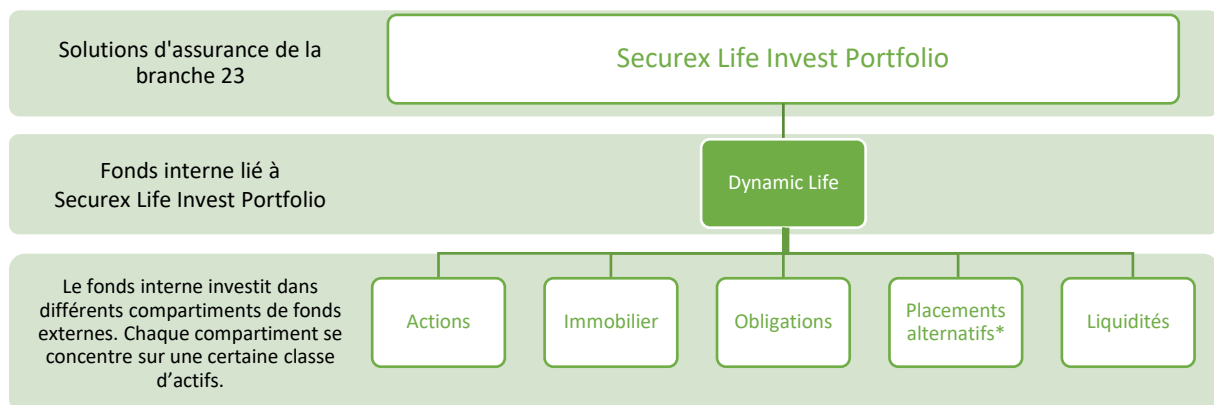 Solutions d'assurance de la
branche 23
Securex Life Invest Portfolio
Fonds interne lié à
Securex Life Invest Portfolio
Dynamic Life
Le fonds interne investit dans
différents compartiments de fonds
externes. Chaque compartiment se
concentre sur une certaine classe
d’actifs.
Actions
Immobilier
Obligations
Placements
alternatifs*
Liquidités